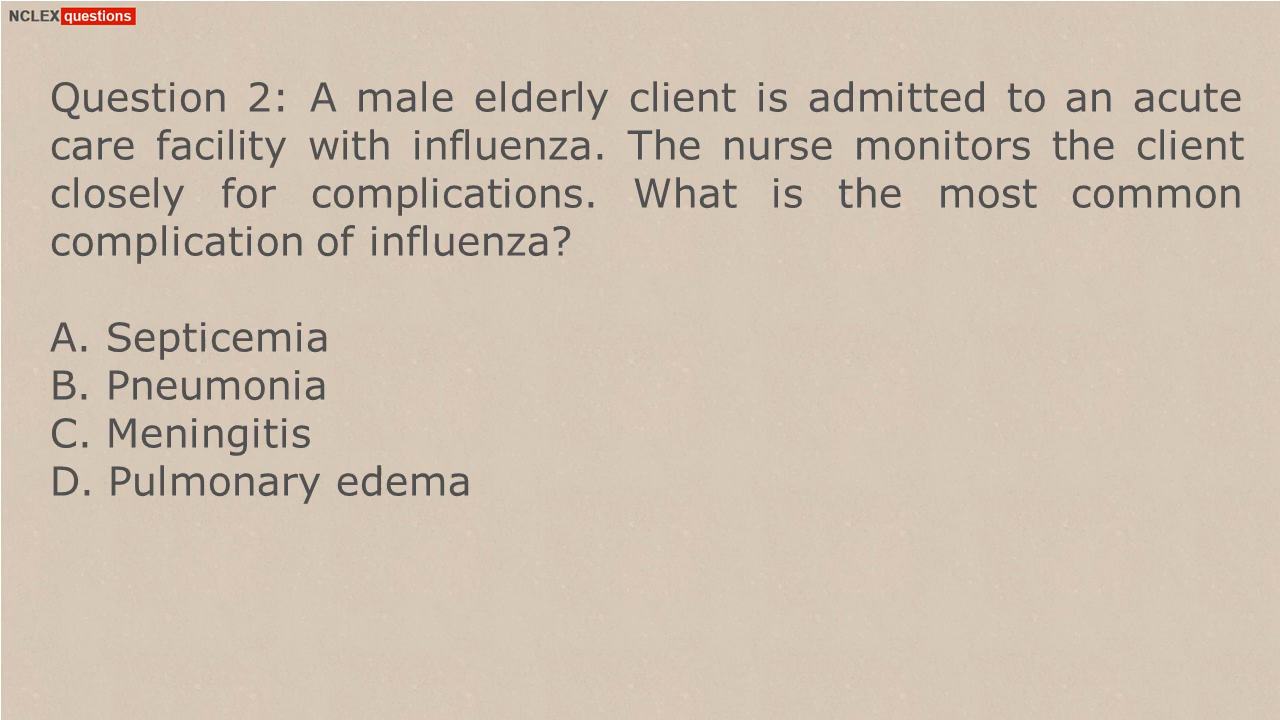 NCLEX questions
Question 2: A male elderly client is admitted to an acute
care facility with influenza. The nurse monitors the client
closely for complications. What is the most common
complication of influenza?
A. Septicemia
B. Pneumonia
C. Meningitis
D. Pulmonary edema